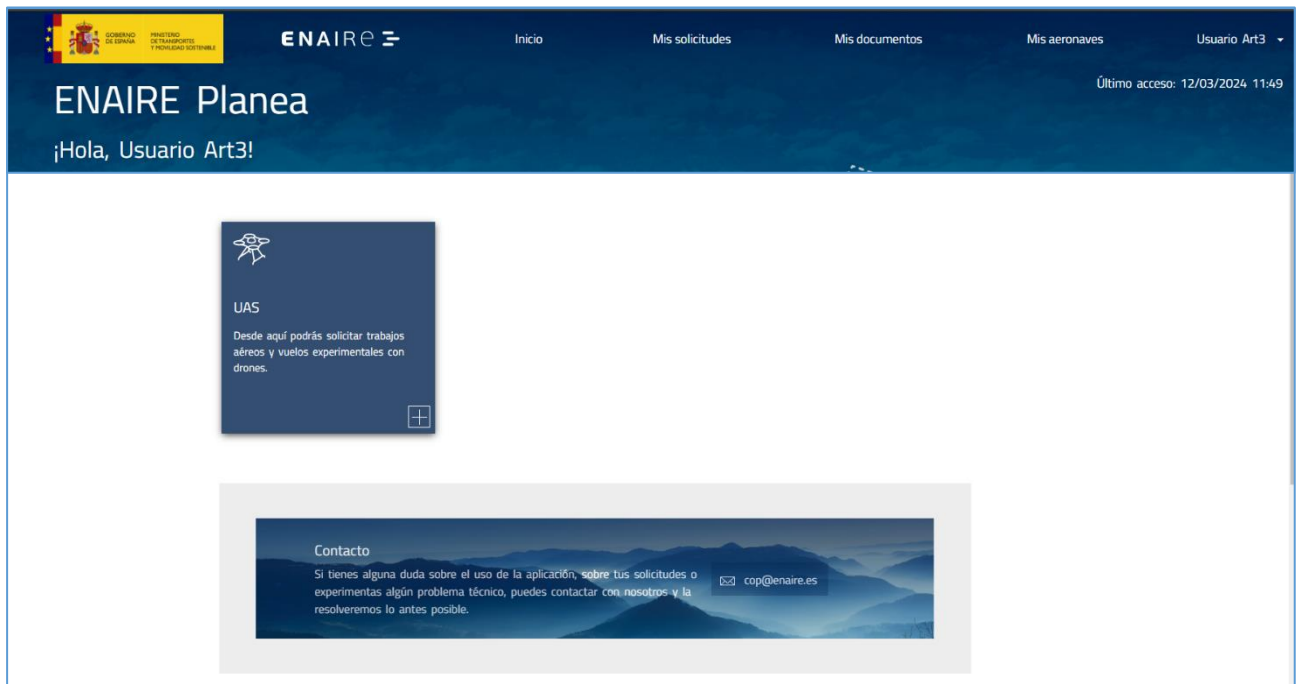 GOBIERNO DE ESPAÑA
MINISTERIO DE TRANSPORTES Y MOVILIDAD SOSTENIBLE
ENAIRe
Inicio
Mis solicitudes
Mis documentos
Mis aeronaves
Usuario Art3
Último acceso: 12/03/2024 11:49
ENAIRE Planea
¡Hola, Usuario Art3!
UAS
Desde aquí podrás solicitar trabajos
aéreos y vuelos experimentales con
drones.
Contacto
Si tienes alguna duda sobre el uso de la aplicación, sobre tus solicitudes o
experimentas algún problema técnico, puedes contactar con nosotros y la
resolveremos lo antes posible.
cop@enaire.es